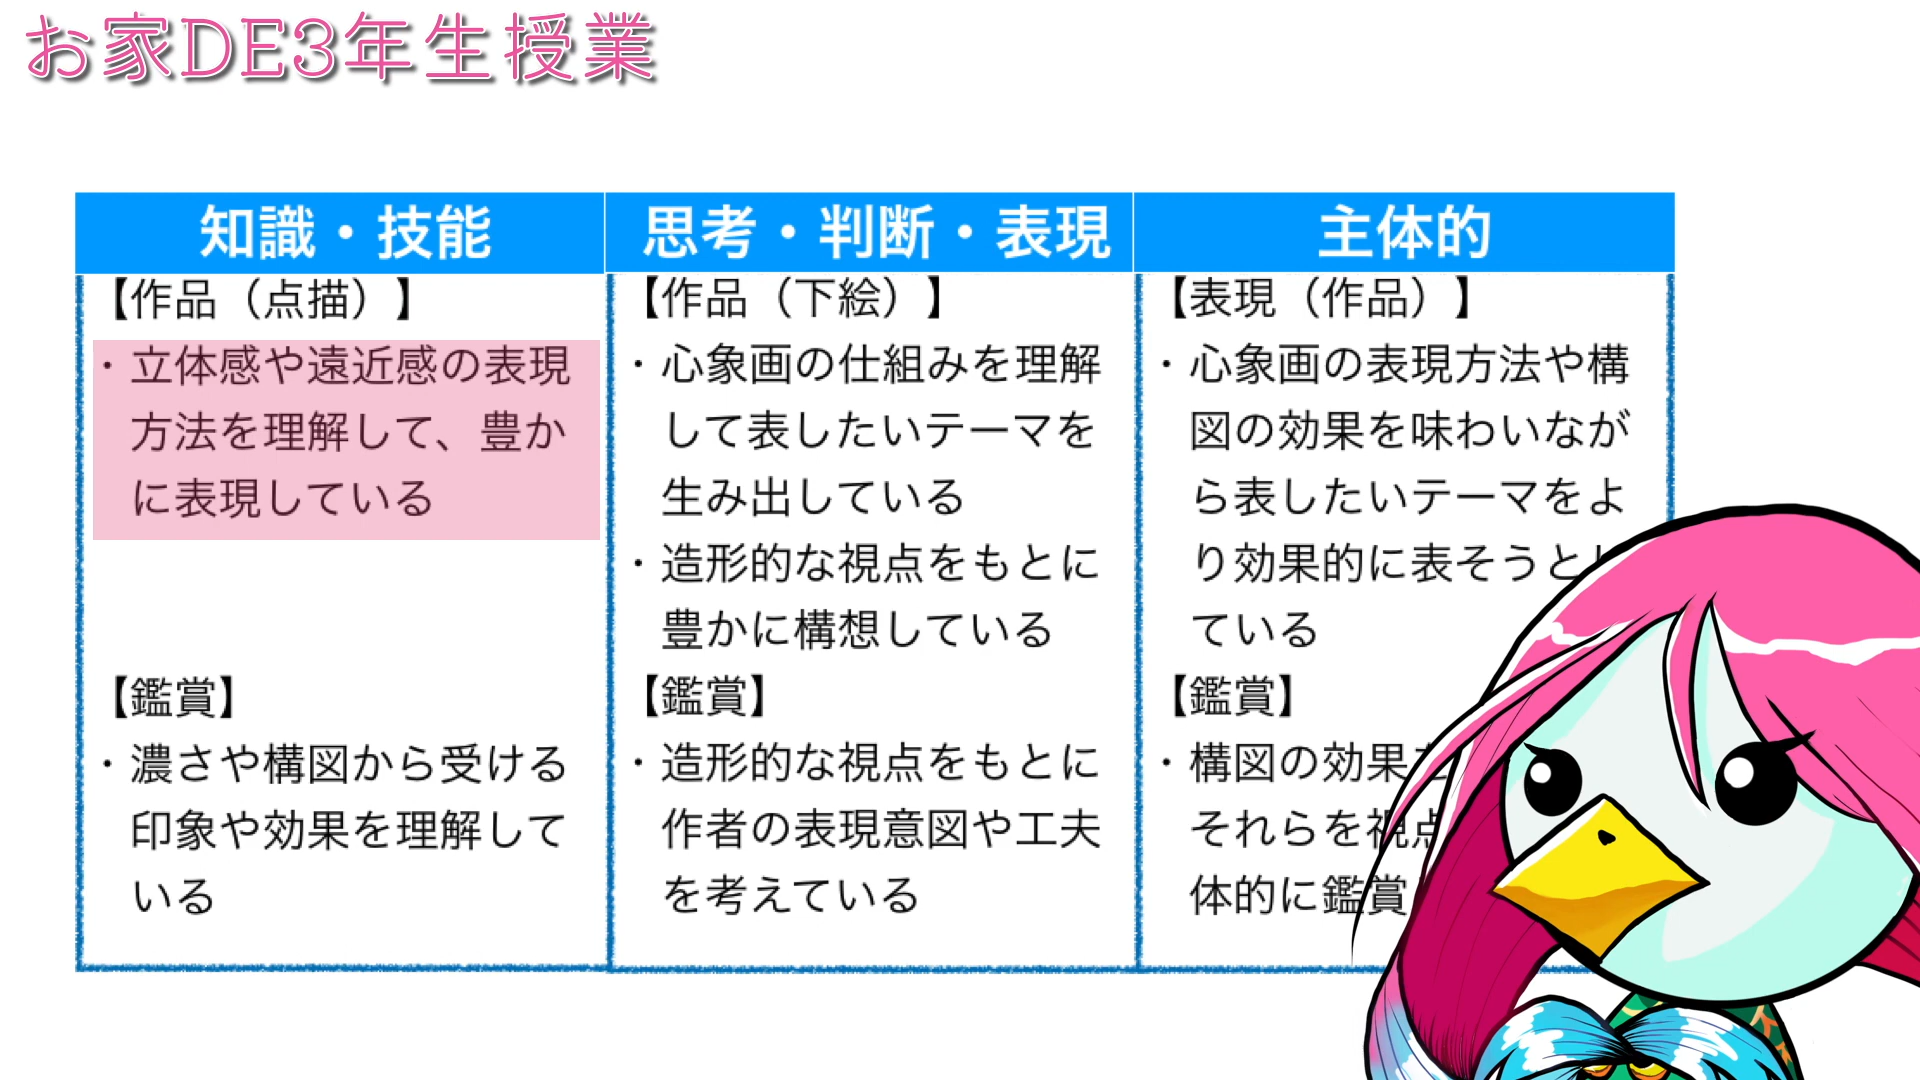 お家DE3年生授業
知識・技能
【作品（点描）】
・立体感や遠近感の表現
方法を理解して、豊か
に表現している
【鑑賞】
・濃さや構図から受ける
印象や効果を理解して
いる
思考・判断・表現
【作品（下絵）】
・心象画の仕組みを理解
して表したいテーマを
生み出している
・造形的な視点をもとに
豊かに構想している
【鑑賞】
・造形的な視点をもとに
作者の表現意図や工夫
を考えている
主体的
【表現（作品）】
・心象画の表現方法や構
図の効果を味わいなが
ら表したいテーマをよ
り効果的に表そうとし
ている
【鑑賞】
・構図の効果
それらを視点
体的に鑑賞